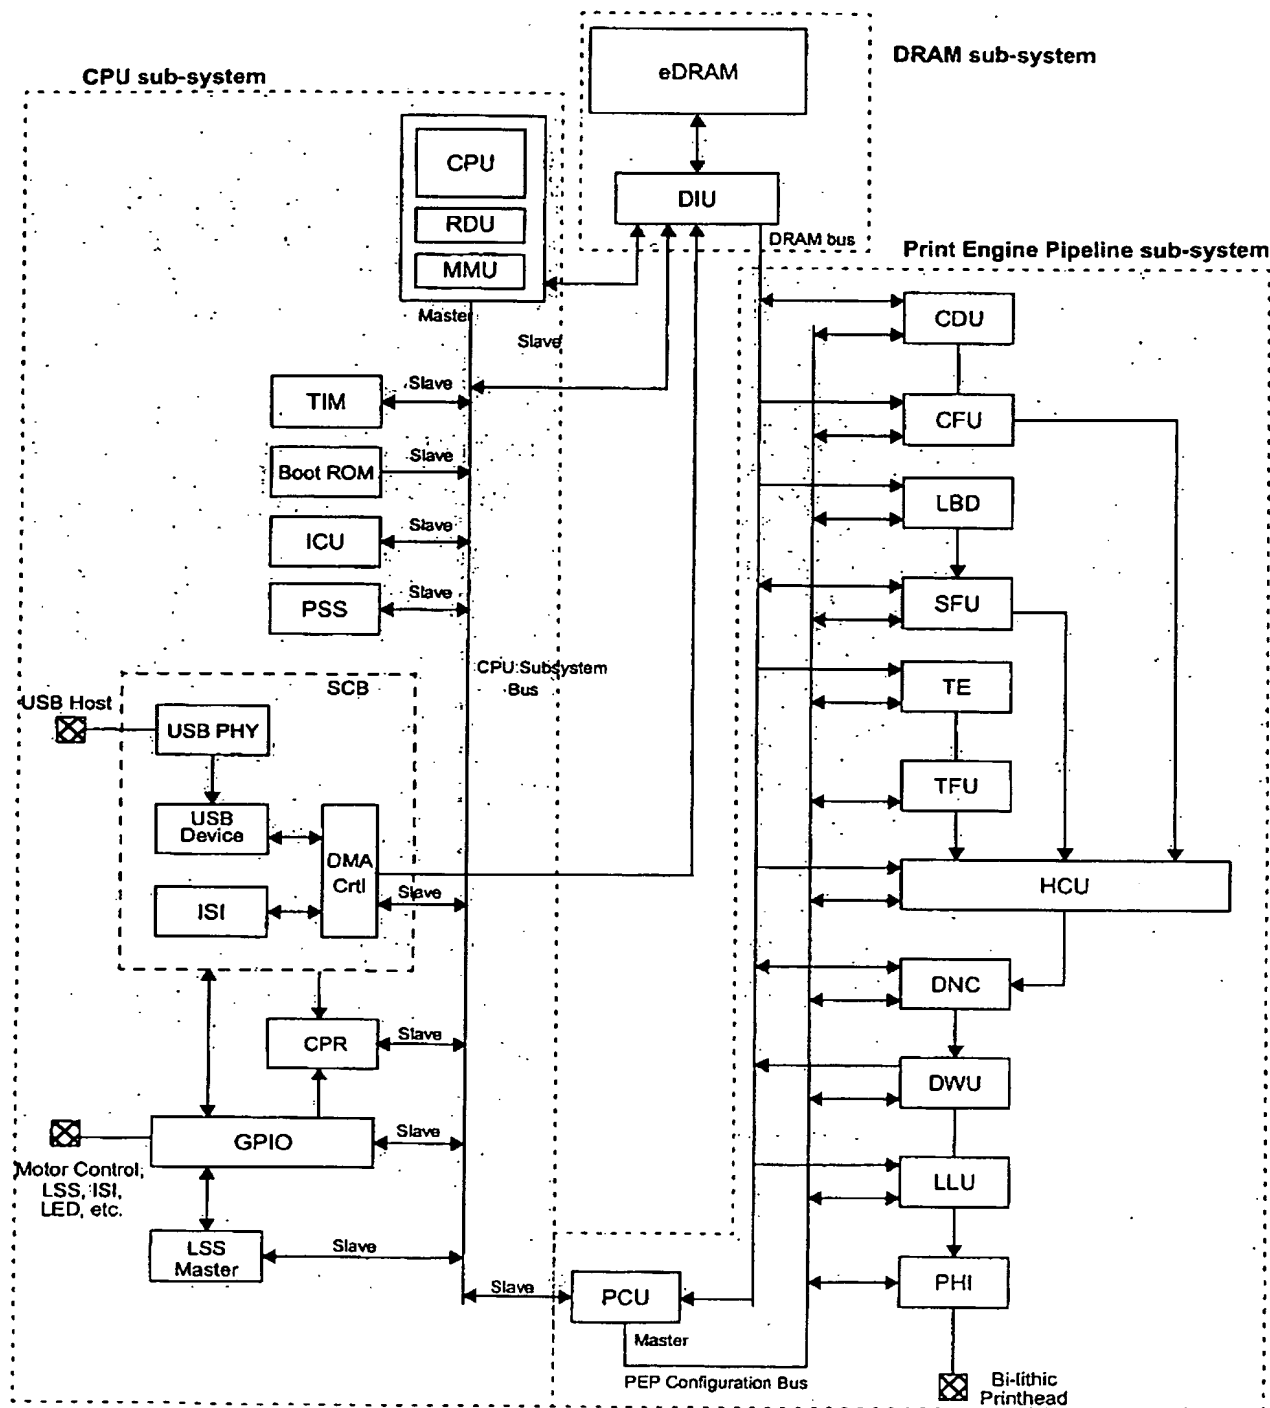 CPU sub-system
DRAM sub-system
eDRAM
CPU
RDU
MMU
DIU
DRAM bus
Print Engine Pipeline sub-system
Master
Slave
CDU
TIM
Slave
CFU
Boot ROM
Slave
LBD
ICU
Slave
PSS
Slave
SFU
CPU Subsystem
Bus
SCB
TE
USB Host
USB PHY
TFU
USB
Device
DMA
Crtl
HCU
ISI
Slave
DNC
CPR
Slave
DWU
GPIO
Slave
Motor Control,
LSS, ISI,
LED, etc.
LLU
LSS
Master
Slave
Slave
PCU
PHI
Master
PEP Configuration Bus
Bi-lithic
Printhead